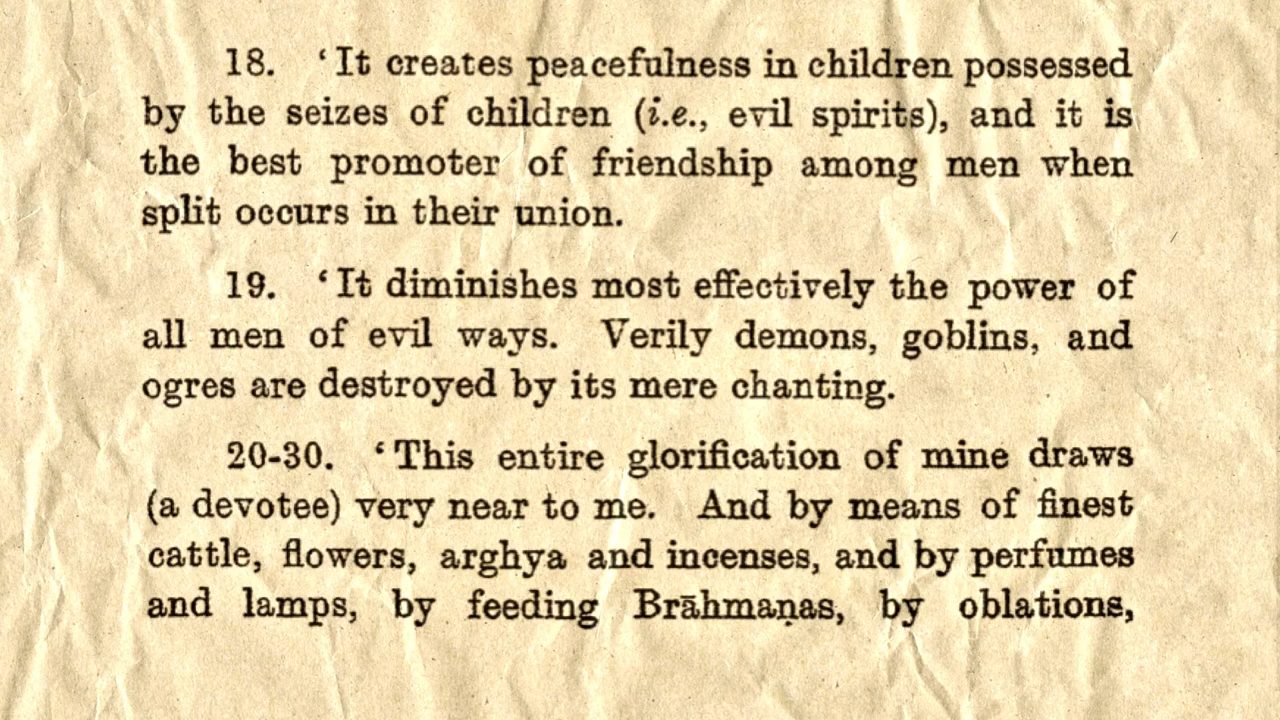 18. ‘It creates peacefulness in children possessed
by the seizes of children (i.e., evil spirits), and it is
the best promoter of friendship among men when
split occurs in their union.
19. ‘It diminishes most effectively the power of
all men of evil ways. Verily demons, goblins, and
ogres are destroyed by its mere chanting.
20-30. ‘This entire glorification of mine draws
(a devotee) very near to me. And by means of finest
cattle, flowers, arghya and incenses, and by perfumes
and lamps, by feeding Brāhmaṇas, by oblations,